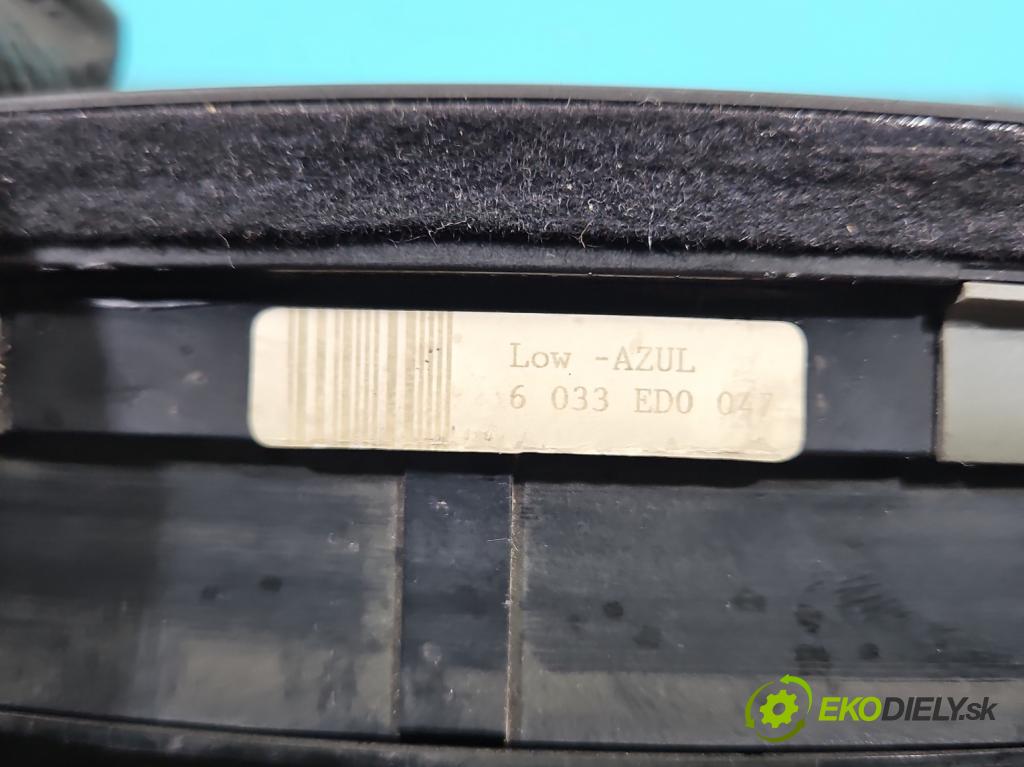 Low -AZUL
6 033 ED0 047
EKODIELY.sk